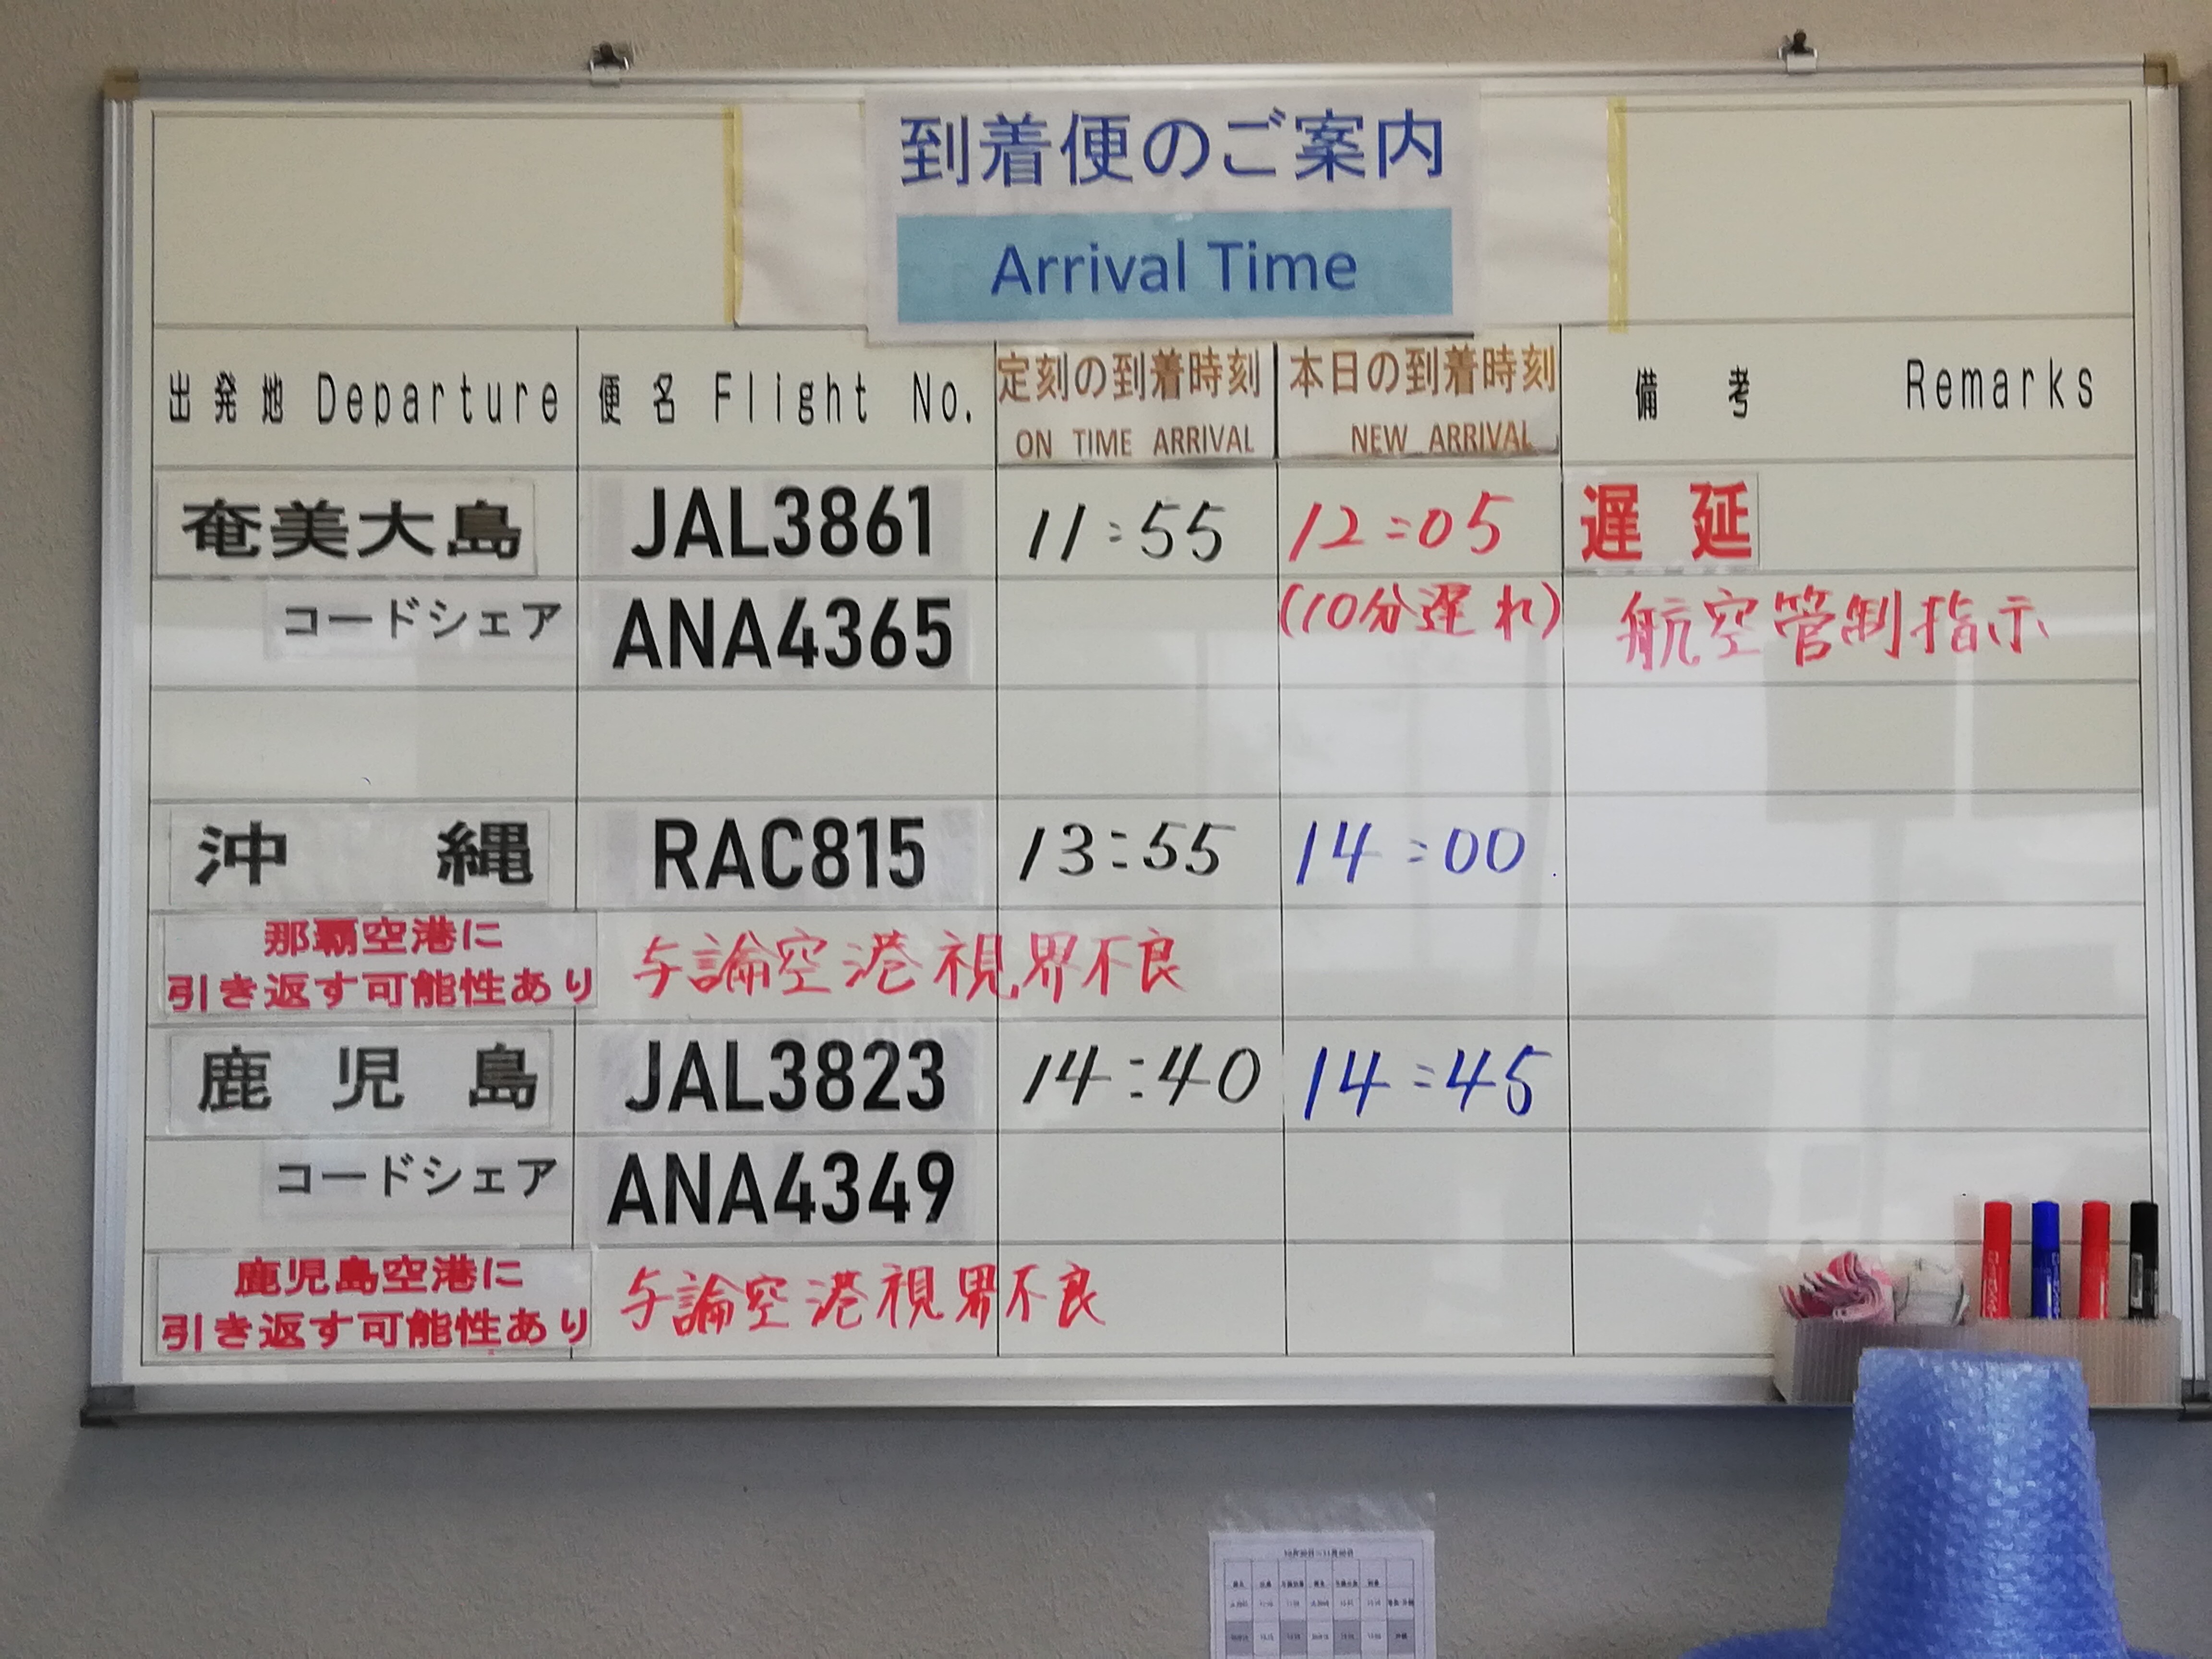 到着便のご案内
Arrival Time
出発地 Departure 便名 Flight No. 定刻の到着時刻 ON TIME ARRIVAL 本日の到着時刻 NEW ARRIVAL 備考 Remarks
奄美大島 JAL3861 11:55 12:05 遅延
コードシェア ANA4365 (10分遅れ) 航空管制指示
沖縄 RAC815 13:55 14:00
那覇空港に
引き返す可能性あり 与論空港視界不良
鹿児島 JAL3823 14:40 14:45
コードシェア ANA4349
鹿児島空港に
引き返す可能性あり 与論空港視界不良